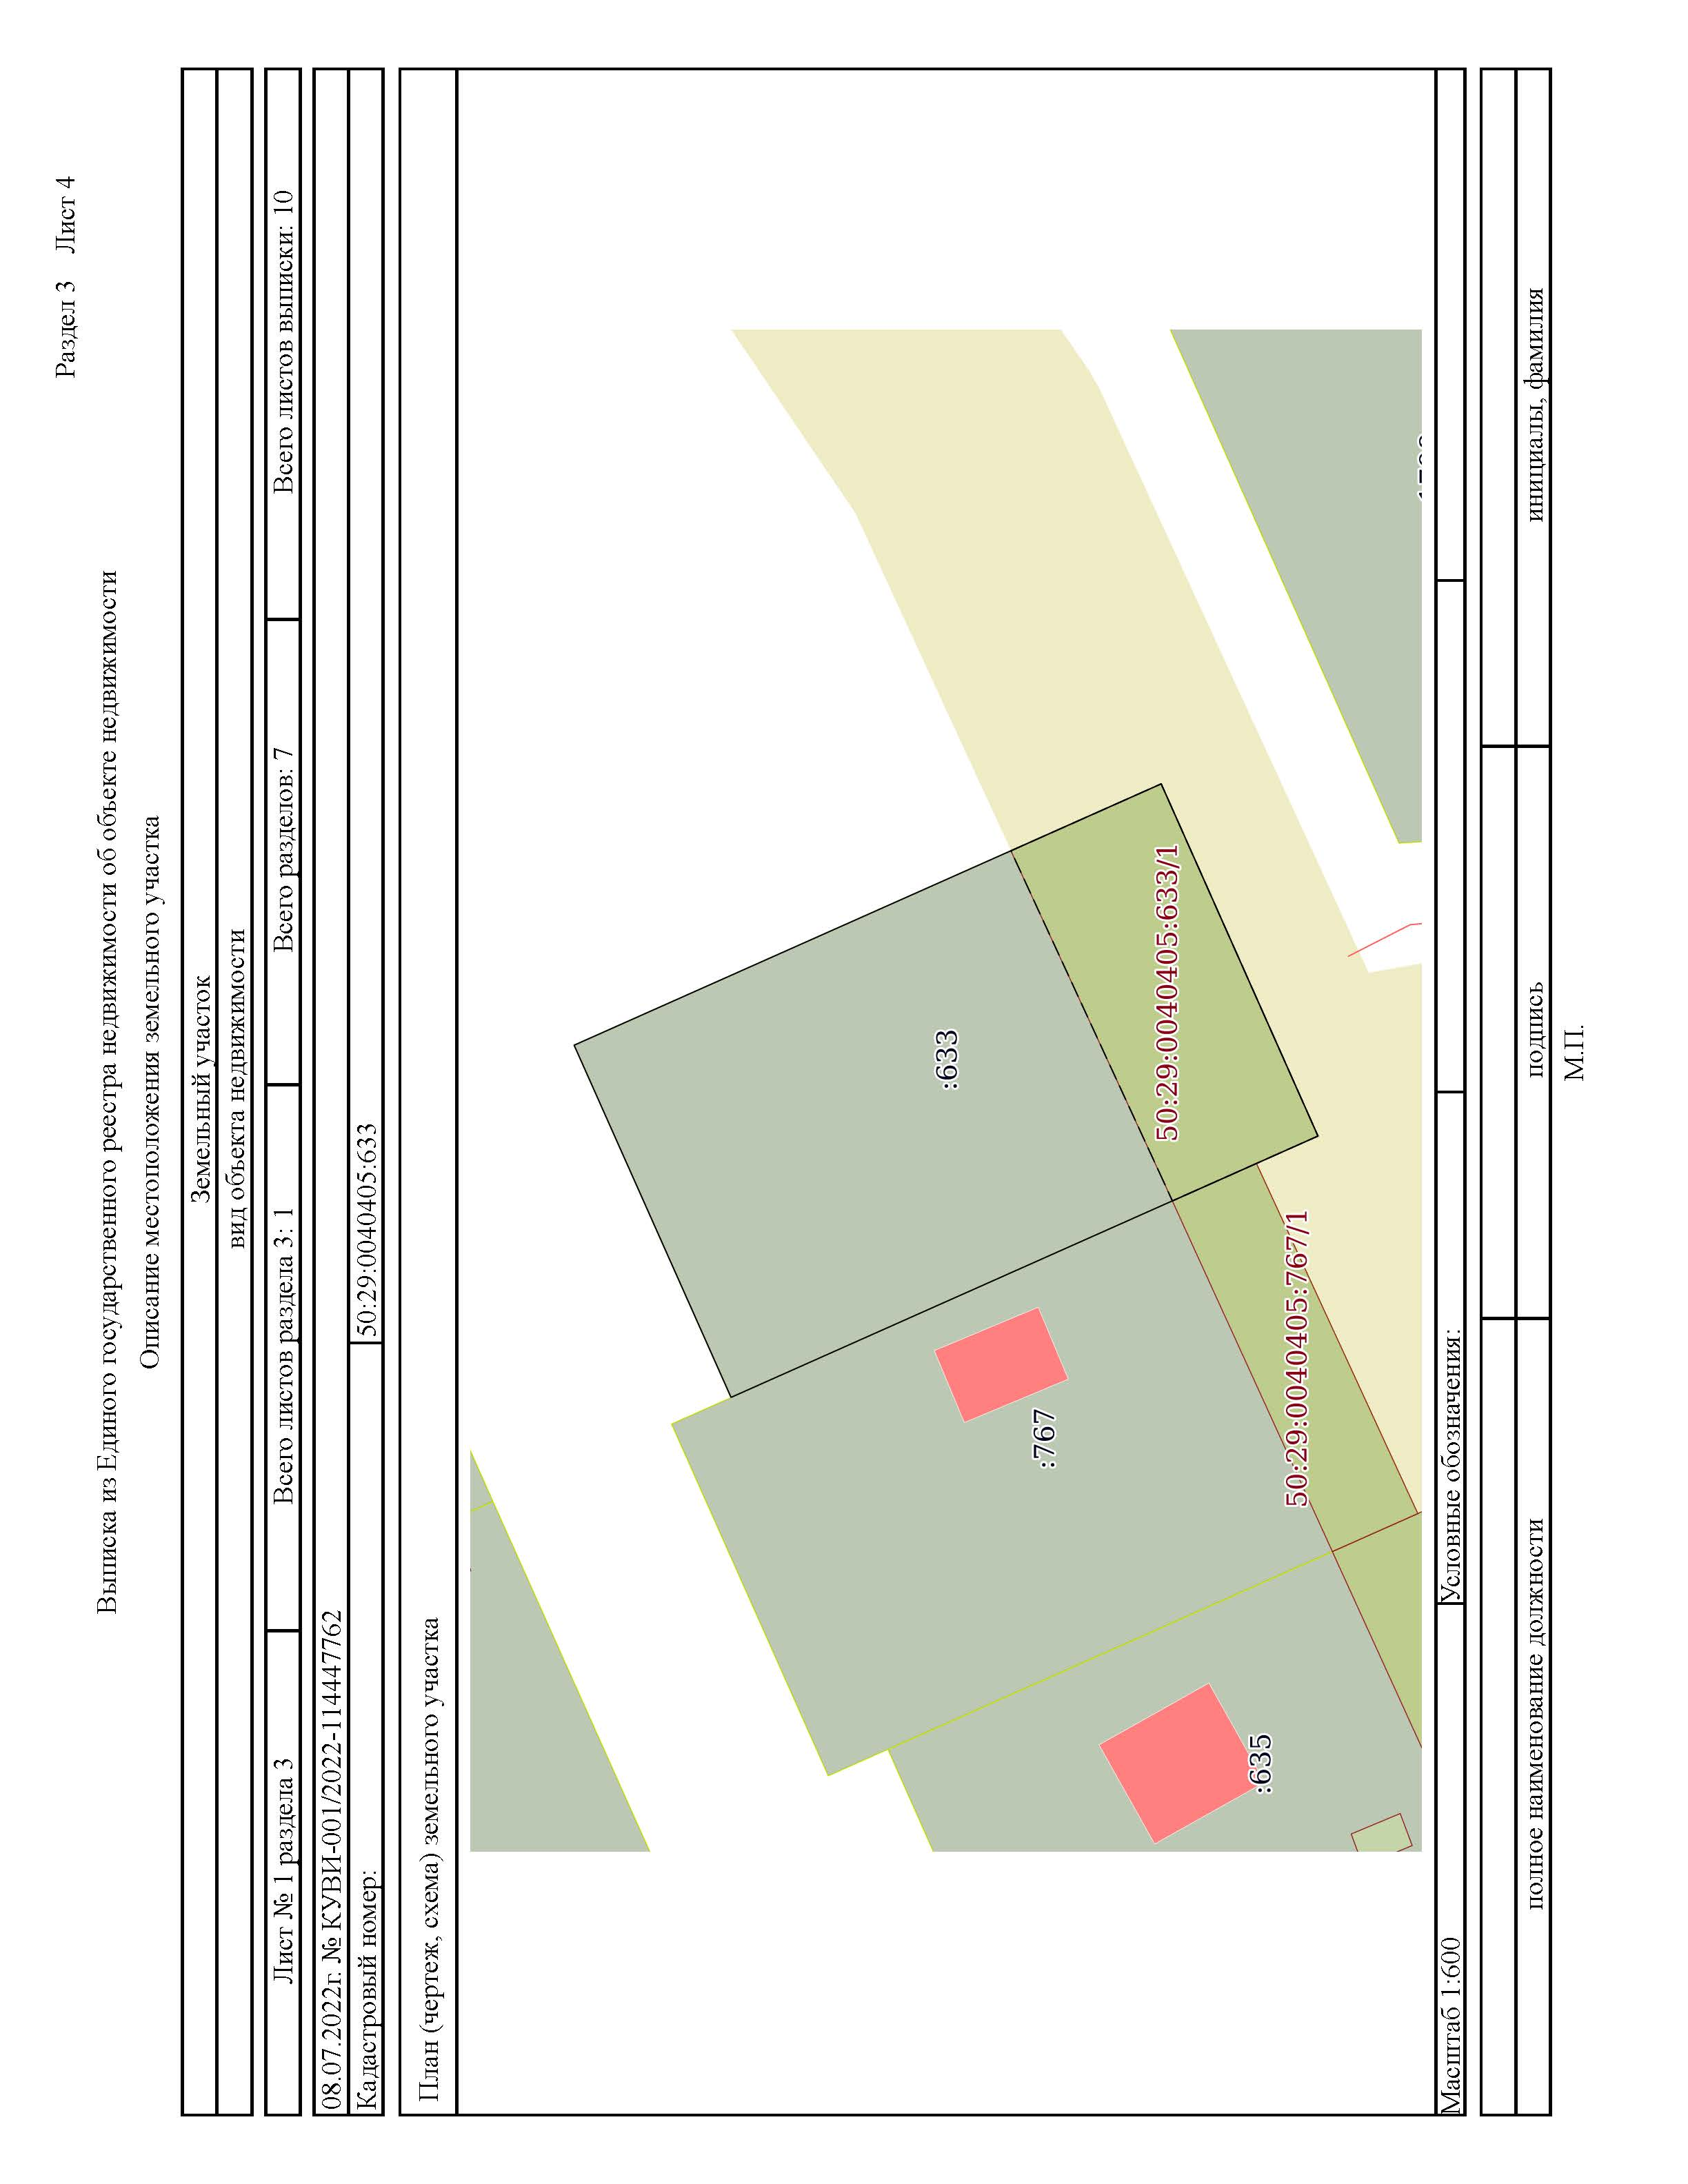 Раздел 3 Лист 4
Выписка из Единого государственного реестра недвижимости об объекте недвижимости
Описание местоположения земельного участка
Земельный участок
вид объекта недвижимости
Лист № 1 раздела 3 Всего листов раздела 3: 1 Всего разделов: 7 Всего листов выписки: 10
08.07.2022г. № КУВИ-001/2022-114447762
Кадастровый номер: 50:29:0040405:633
План (чертеж, схема) земельного участка
:633
:767
50:29:0040405:633/1
:635
50:29:0040405:767/1
Масштаб 1:600 Условные обозначения:
полное наименование должности подпись инициалы, фамилия
М.П.